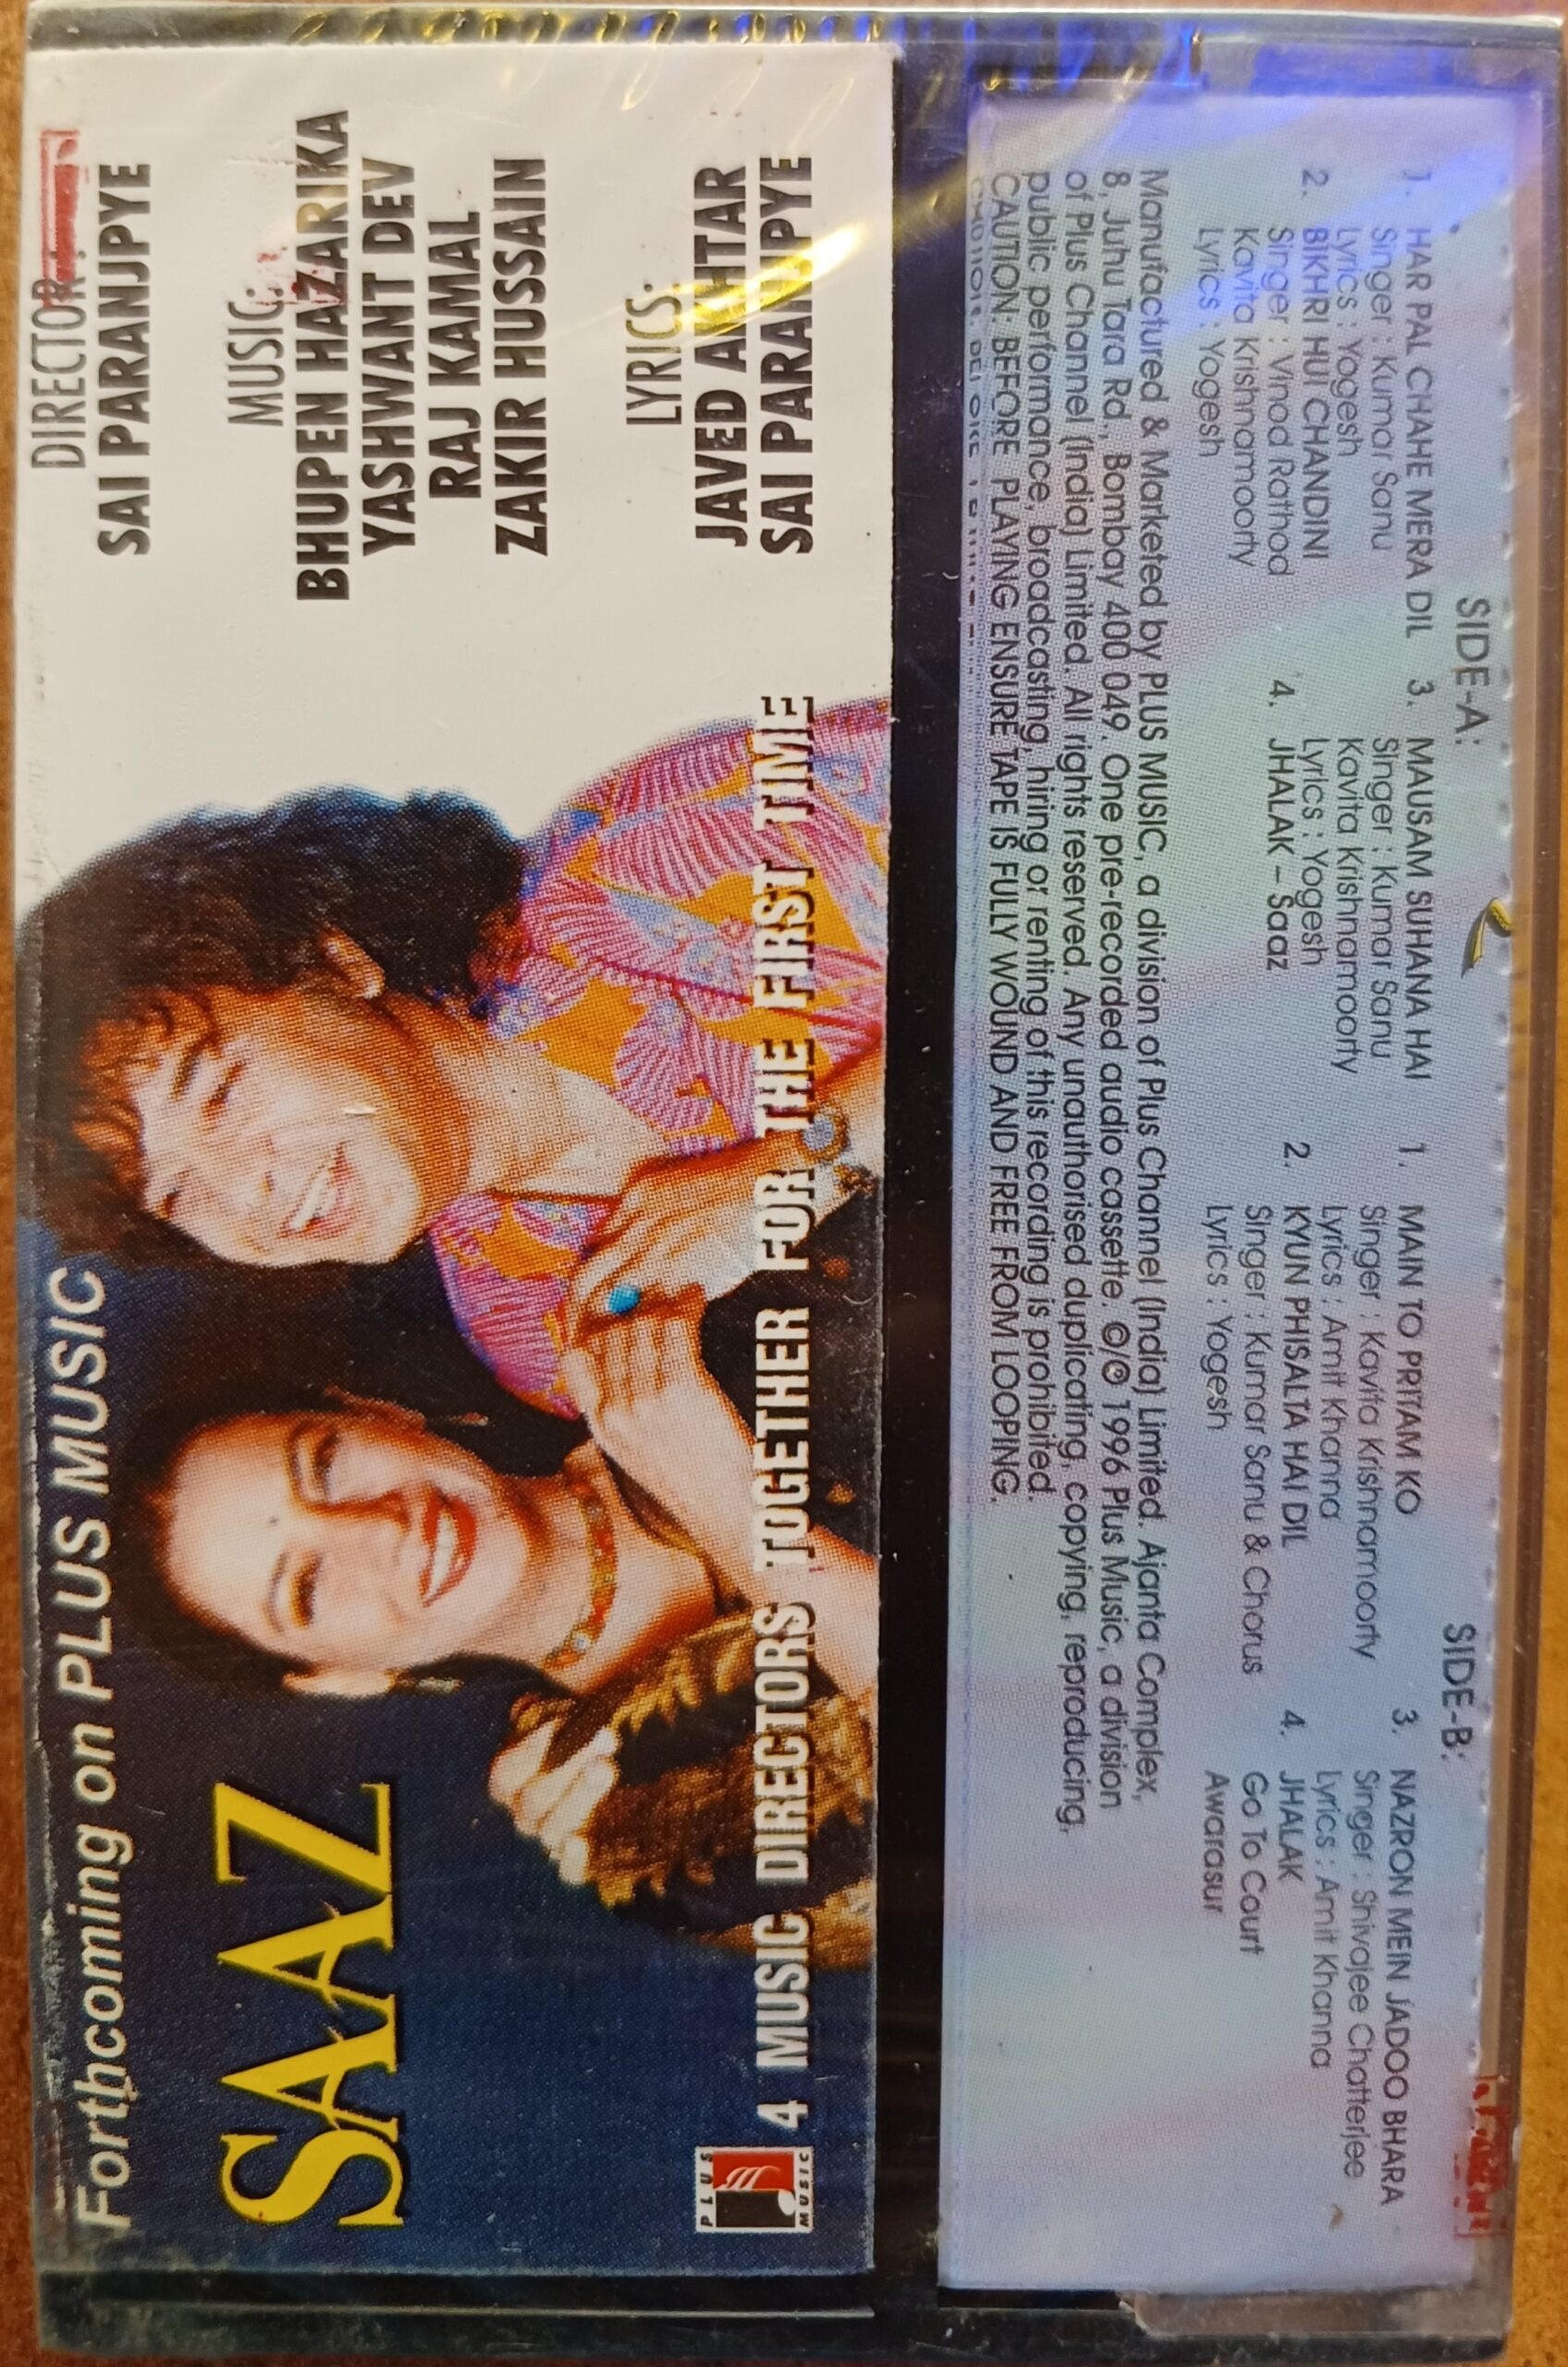 SIDE-A:
1. HAR PAL CHAHE MERA DIL
Singer : Kumar Sanu
Lyrics : Yogesh
2. BIKHRI HUI CHANDINI
Singer : Vinod Rathod
Kavita Krishnamoorty
Lyrics : Yogesh
3. MAUSAM SUHANA HAI
Singer : Kumar Sanu
Kavita Krishnamoorty
Lyrics : Yogesh
4. JHALAK – Saaz
SIDE-B:
1. MAIN TO PRITAM KO
Singer : Kavita Krishnamoorty
Lyrics : Amit Khanna
2. KYUN PHISALTA HAI DIL
Singer : Kumar Sanu & Chorus
Lyrics : Yogesh
3. NAZRON MEIN JADOO BHARA
Singer : Shivajee Chatterjee
Lyrics : Amit Khanna
4. JHALAK
Go To Court
Awarasur
Manufactured & Marketed by PLUS MUSIC, a division of Plus Channel (India) Limited. Ajanta Complex,
8, Juhu Tara Rd., Bombay 400 049. One pre-recorded audio cassette. ©/℗ 1996 Plus Music, a division
of Plus Channel (India) Limited. All rights reserved. Any unauthorised duplicating, copying, reproducing,
public performance, broadcasting, hiring or renting of this recording is prohibited.
CAUTION: BEFORE PLAYING ENSURE TAPE IS FULLY WOUND AND FREE FROM LOOPING.
Forthcoming on PLUS MUSIC
SAAZ
4 MUSIC DIRECTORS TOGETHER FOR THE FIRST TIME
PLUS
MUSIC
DIRECTOR:
SAI PARANJPYE
MUSIC:
BHUPEN HAZARIKA
YASHWANT DEV
RAJ KAMAL
ZAKIR HUSSAIN
LYRICS:
JAVED AKHTAR
SAI PARANJPYE